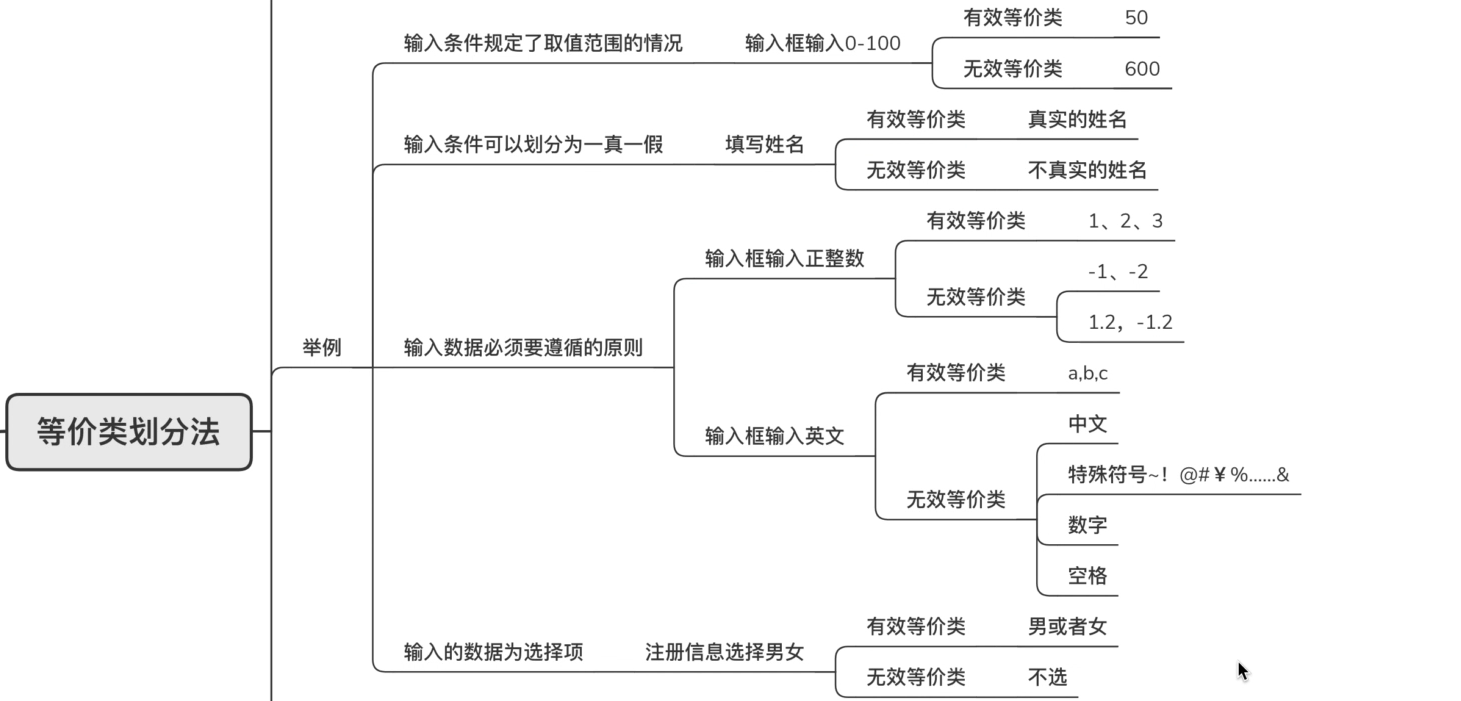 等价类划分法
举例
输入条件规定了取值范围的情况
输入框输入0-100
有效等价类
50
无效等价类
600
输入条件可以划分为一真一假
填写姓名
有效等价类
真实的姓名
无效等价类
不真实的姓名
输入数据必须要遵循的原则
输入框输入正整数
有效等价类
1、2、3
无效等价类
-1、-2
1.2，-1.2
输入框输入英文
有效等价类
a,b,c
无效等价类
中文
特殊符号~！@#￥%……&
数字
空格
输入的数据为选择项
注册信息选择男女
有效等价类
男或者女
无效等价类
不选